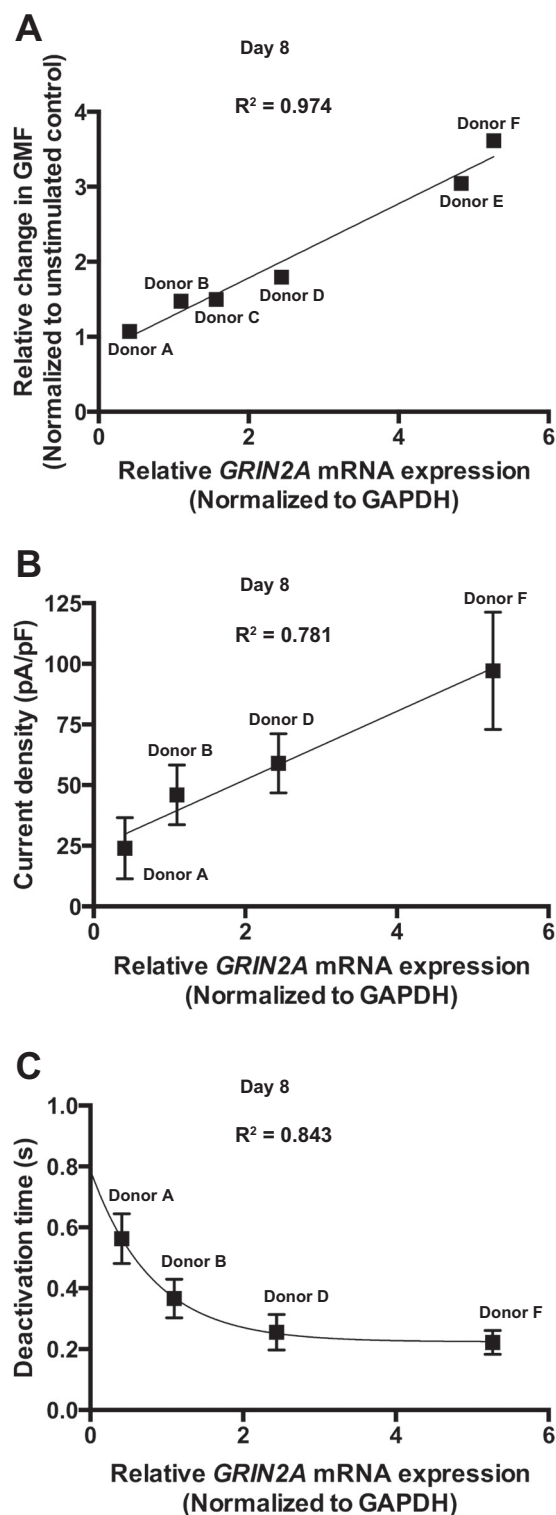 A
Day 8
R² = 0.974
Relative change in GMF
(Normalized to unstimulated control)
4
3
2
1
0
Donor F
Donor E
Donor B
Donor D
Donor C
Donor A
0 2 4 6
Relative GRIN2A mRNA expression
(Normalized to GAPDH)
B
Day 8
R² = 0.781
Current density (pA/pF)
125
100
75
50
25
0
Donor F
Donor D
Donor B
Donor A
0 2 4 6
Relative GRIN2A mRNA expression
(Normalized to GAPDH)
C
Day 8
R² = 0.843
Deactivation time (s)
1.0
0.8
0.6
0.4
0.2
0.0
Donor A
Donor B
Donor D
Donor F
0 2 4 6
Relative GRIN2A mRNA expression
(Normalized to GAPDH)